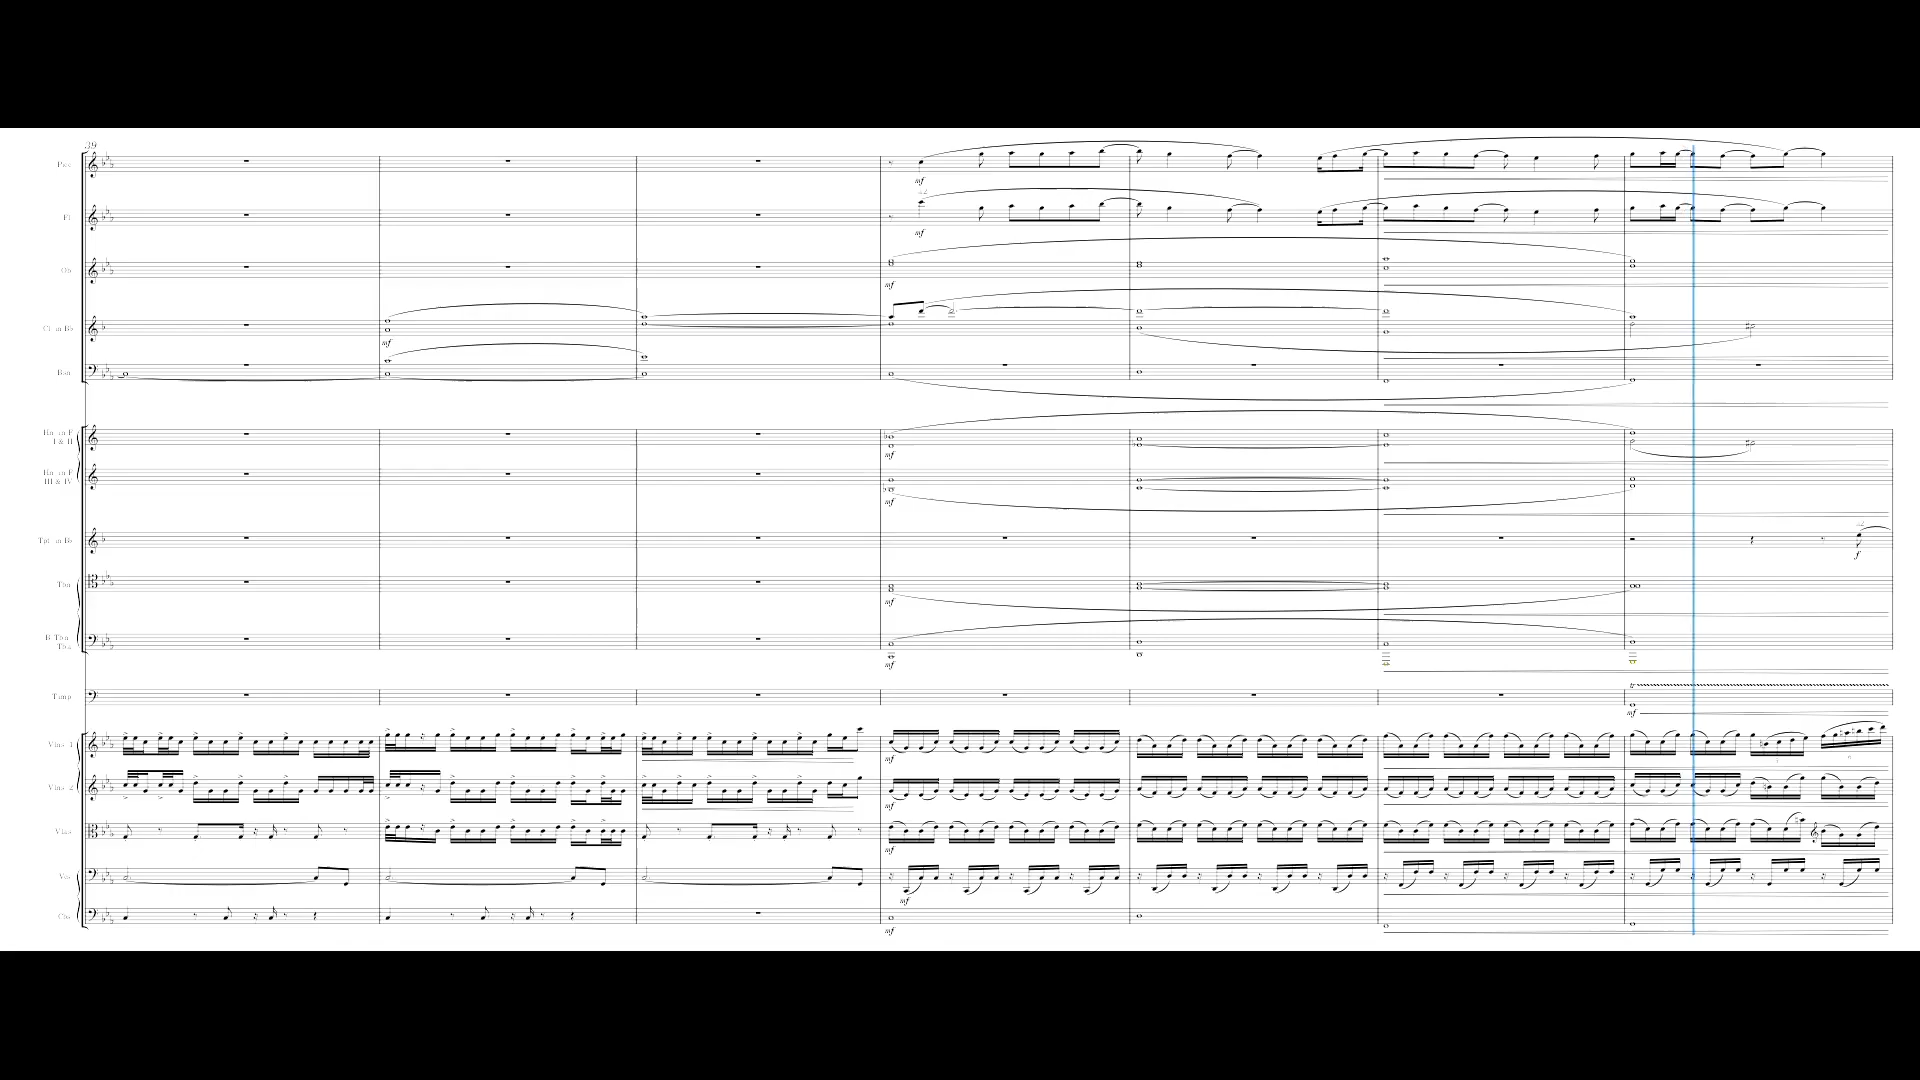 39
Picc
Fl
Ob
Cl in B♭
Bsn
Hn in F
I & II
Hn in F
III & IV
Tpt in B♭
Tbn
B Tbn
Tba
Timp
Vlns 1
Vlns 2
Vlas
Vcs
Cbs
mf
a2
mf
mf
mf
mf
mf
a2
f
mf
mf
tr
mf
mf
mf
mf
mf
mf